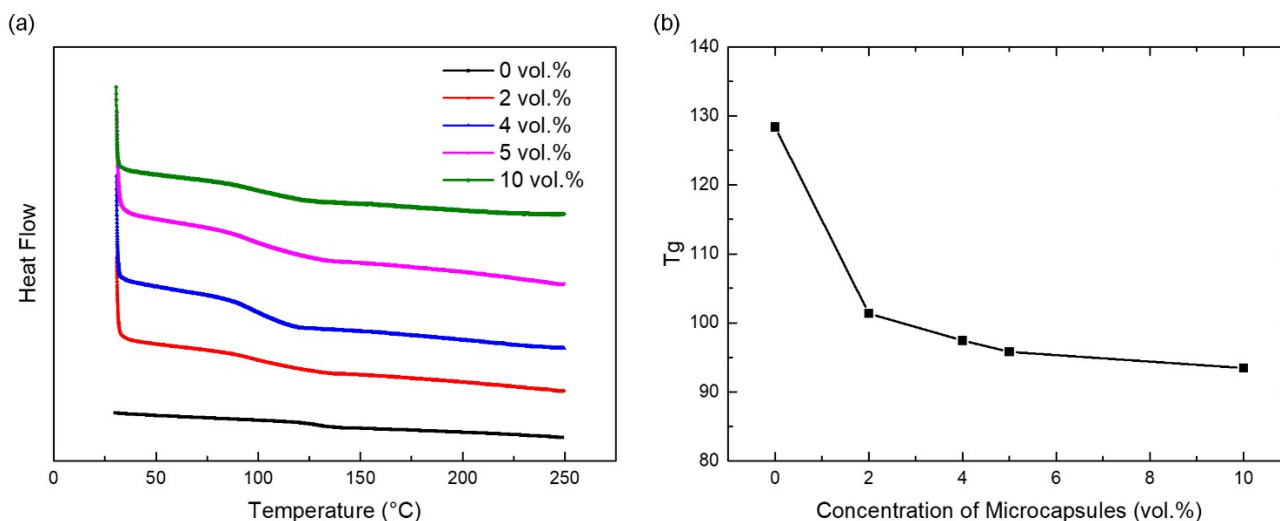 (a)
0 vol.%
2 vol.%
4 vol.%
5 vol.%
10 vol.%
Heat Flow
0 50 100 150 200 250
Temperature (°C)
(b)
140
130
120
110
100
90
80
Tg
0 2 4 6 8 10
Concentration of Microcapsules (vol.%)